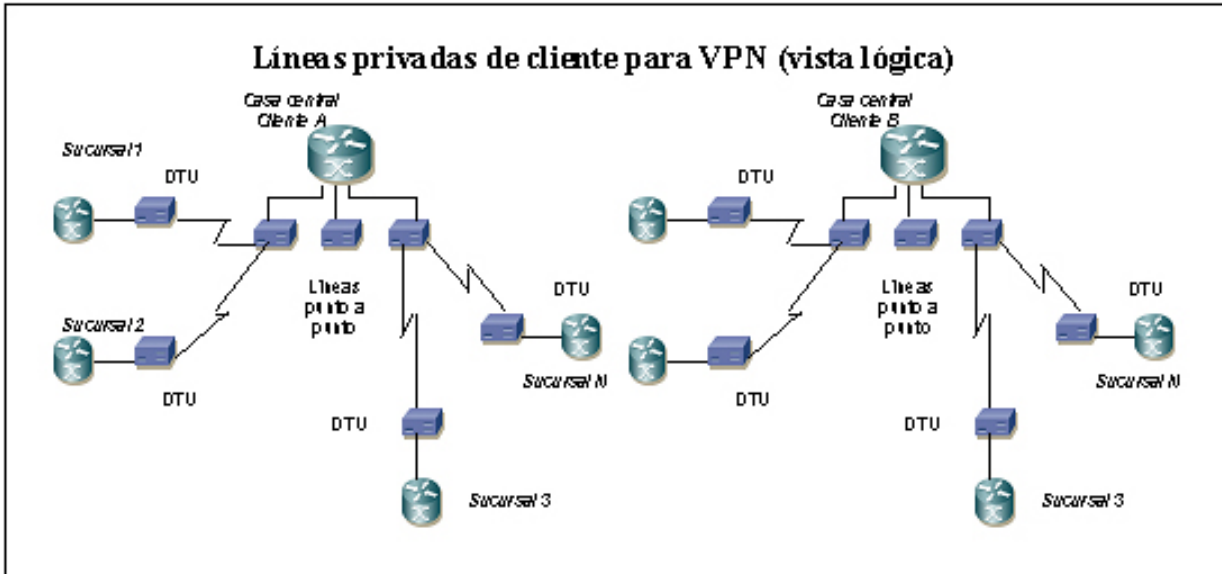 Líneas privadas de cliente para VPN (vista lógica)
Casa central
Cliente A
Sucursal 1
DTU
Líneas
punto a
punto
DTU
Sucursal 2
DTU
Sucursal N
DTU
Sucursal 3
Casa central
Cliente B
DTU
Líneas
punto a
punto
DTU
DTU
Sucursal N
DTU
Sucursal 3